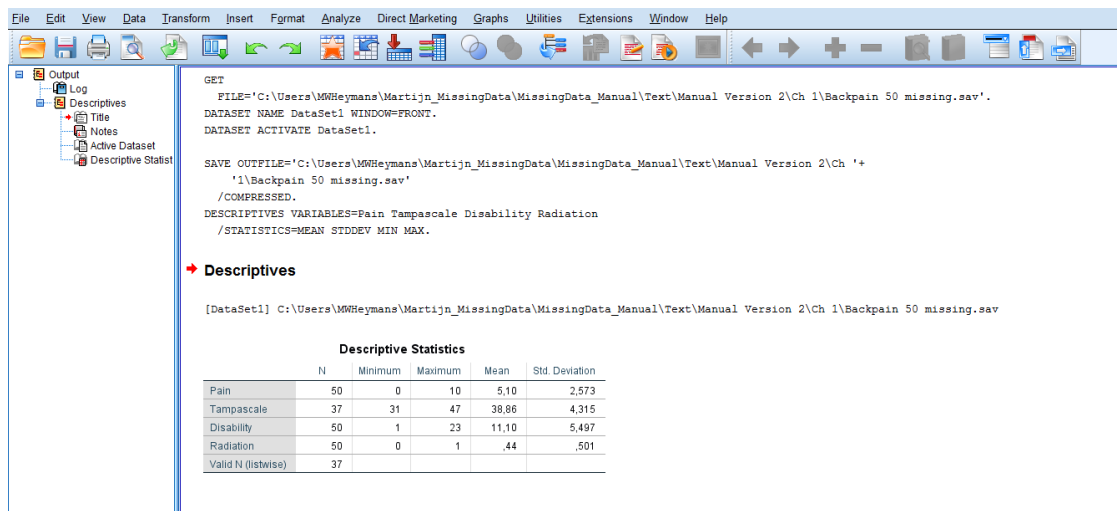 File Edit View Data Transform Insert Format Analyze Direct Marketing Graphs Utilities Extensions Window Help
Output
Log
Descriptives
Title
Notes
Active Dataset
Descriptive Statist
GET
FILE='C:\Users\MWHeymans\Martijn_MissingData\MissingData_Manual\Text\Manual Version 2\Ch 1\Backpain 50 missing.sav'.
DATASET NAME DataSet1 WINDOW=FRONT.
DATASET ACTIVATE DataSet1.
SAVE OUTFILE='C:\Users\MWHeymans\Martijn_MissingData\MissingData_Manual\Text\Manual Version 2\Ch '+
'1\Backpain 50 missing.sav'
/COMPRESSED.
DESCRIPTIVES VARIABLES=Pain Tampascale Disability Radiation
/STATISTICS=MEAN STDDEV MIN MAX.
Descriptives
[DataSet1] C:\Users\MWHeymans\Martijn_MissingData\MissingData_Manual\Text\Manual Version 2\Ch 1\Backpain 50 missing.sav
Descriptive Statistics
N Minimum Maximum Mean Std. Deviation
Pain 50 0 10 5,10 2,573
Tampascale 37 31 47 38,86 4,315
Disability 50 1 23 11,10 5,497
Radiation 50 0 1 ,44 ,501
Valid N (listwise) 37